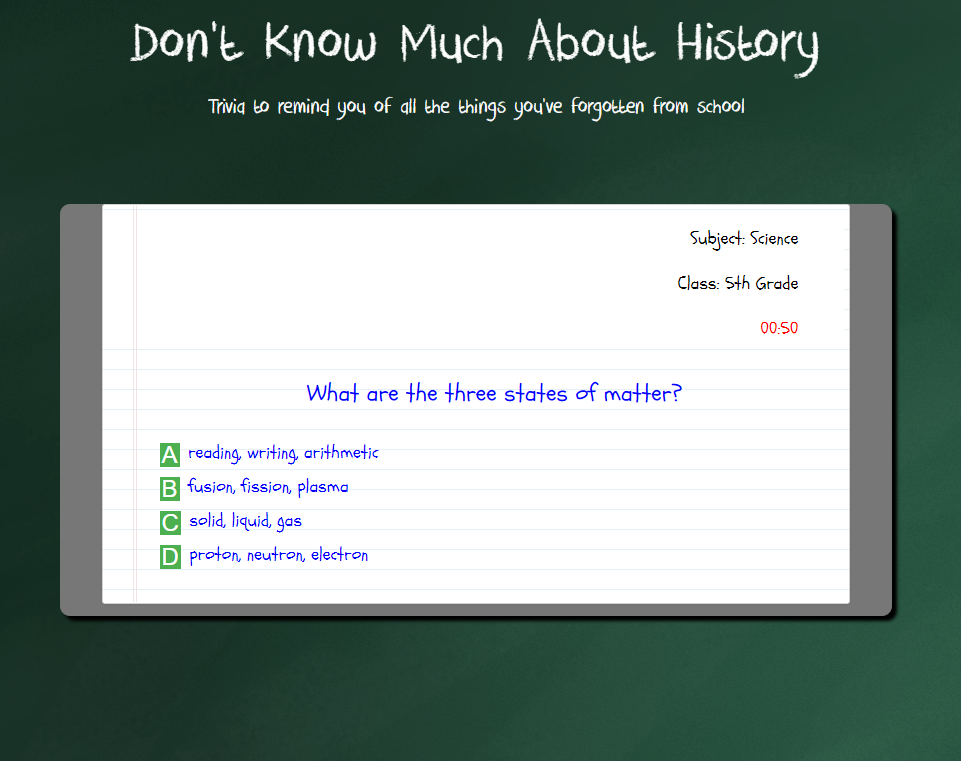 Don't Know Much About History
Trivia to remind you of all the things you've forgotten from school
Subject: Science
Class: 5th Grade
00:50
What are the three states of matter?
A reading, writing, arithmetic
B fusion, fission, plasma
C solid, liquid, gas
D proton, neutron, electron